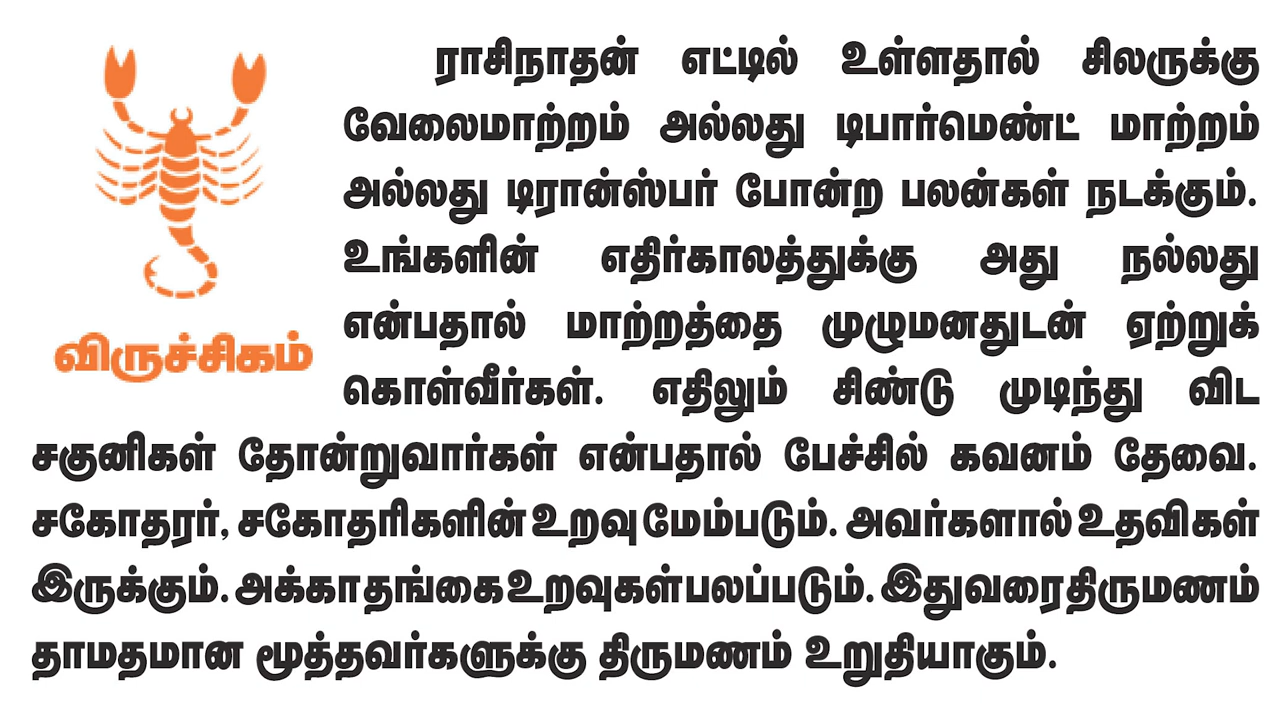 ராசிநாதன் எட்டில் உள்ளதால் சிலருக்கு
வேலைமாற்றம் அல்லது டிபார்மெண்ட் மாற்றம்
அல்லது டிரான்ஸ்பர் போன்ற பலன்கள் நடக்கும்.
உங்களின் எதிர்காலத்துக்கு அது நல்லது
என்பதால் மாற்றத்தை முழுமனதுடன் ஏற்றுக்
கொள்வீர்கள். எதிலும் சிண்டு முடிந்து விட
சகுனிகள் தோன்றுவார்கள் என்பதால் பேச்சில் கவனம் தேவை.
சகோதரர், சகோதரிகளின் உறவு மேம்படும். அவர்களால் உதவிகள்
இருக்கும். அக்கா தங்கை உறவுகள் பலப்படும். இதுவரை திருமணம்
தாமதமான மூத்தவர்களுக்கு திருமணம் உறுதியாகும்.
விருச்சிகம்